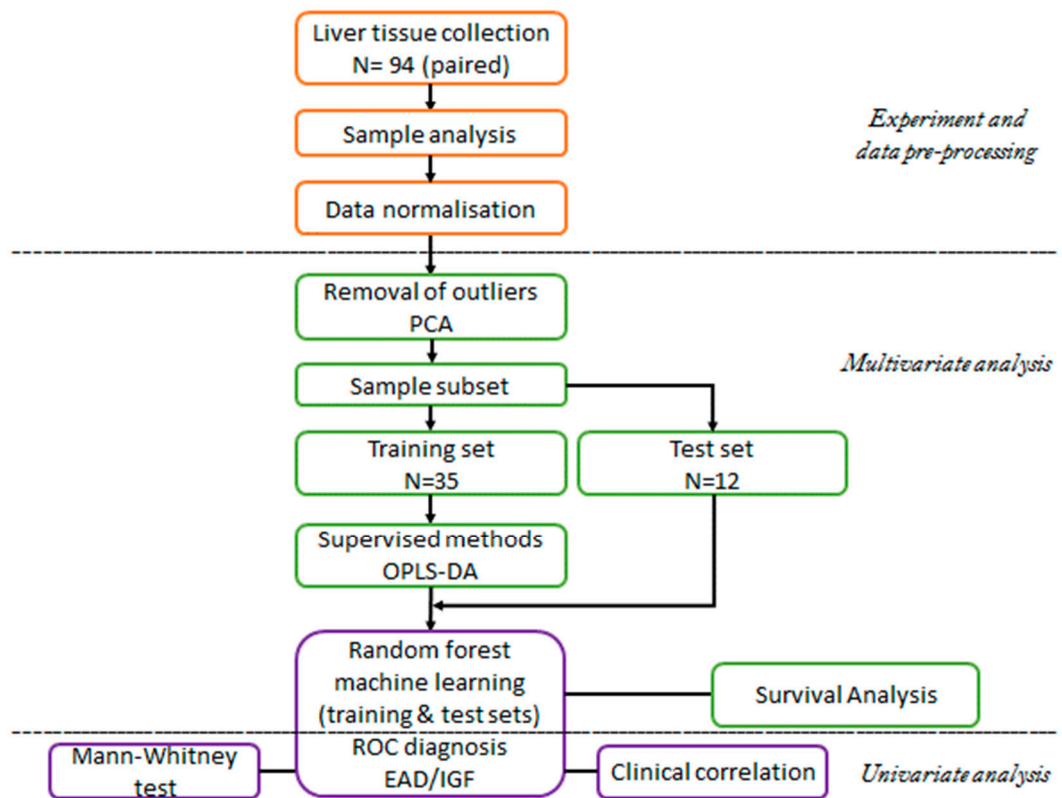 Liver tissue collection
N= 94 (paired)
Sample analysis
Experiment and
data pre-processing
Data normalisation
Removal of outliers
PCA
Sample subset
Multivariate analysis
Training set
N=35
Test set
N=12
Supervised methods
OPLS-DA
Random forest
machine learning
(training & test sets)
Survival Analysis
ROC diagnosis
EAD/IGF
Mann-Whitney
test
Clinical correlation
Univariate analysis